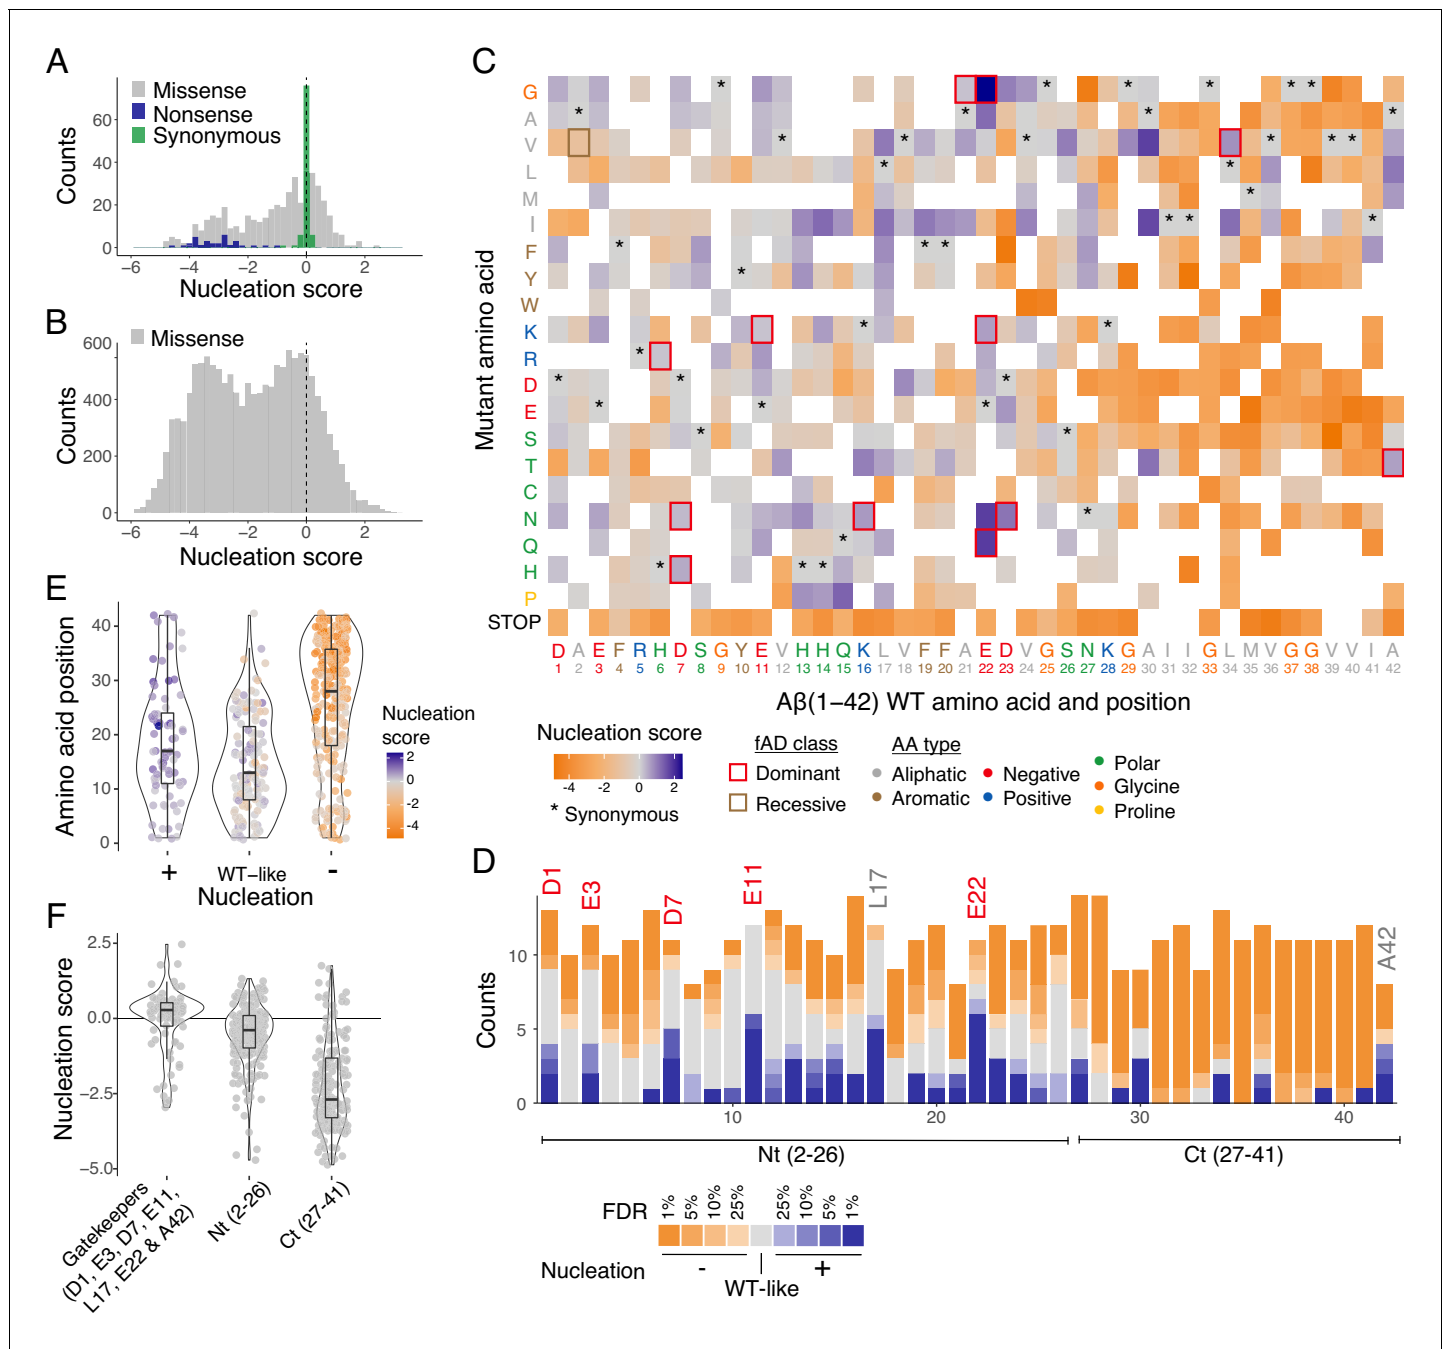 A
Missense
Nonsense
Synonymous
60
40
20
0
Counts
−6 −4 −2 0 2
Nucleation score
B
Missense
600
400
200
0
Counts
−6 −4 −2 0 2
Nucleation score
C
Mutant amino acid
G
A
V
L
M
I
F
Y
W
K
R
D
E
S
T
C
N
Q
H
P
STOP
D A E F R H D S G Y E V H H Q K L V F F A E D V G S N K G A I I G L M V G G V V I A
1 2 3 4 5 6 7 8 9 10 11 12 13 14 15 16 17 18 19 20 21 22 23 24 25 26 27 28 29 30 31 32 33 34 35 36 37 38 39 40 41 42
Aβ(1−42) WT amino acid and position
Nucleation score
-4 -2 0 2
* Synonymous
fAD class
Dominant
Recessive
AA type
Aliphatic
Aromatic
Negative
Positive
Polar
Glycine
Proline
E
Amino acid position
40
30
20
10
0
+ WT−like -
Nucleation
Nucleation
score
2
0
-2
-4
D
D1 E3 D7 E11 L17 E22 A42
Counts
10
5
0
10 20 30 40
Nt (2-26) Ct (27-41)
FDR 1% 5% 10% 25% 25% 10% 5% 1%
Nucleation - WT-like +
F
Nucleation score
2.5
0.0
−2.5
−5.0
Gatekeepers
(D1, E3, D7, E11,
L17, E22 & A42)
Nt (2-26)
Ct (27-41)